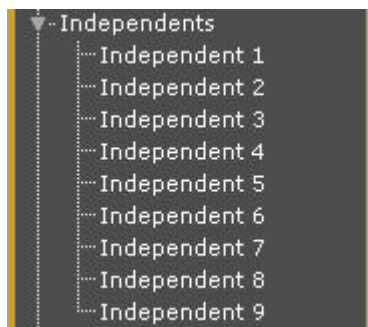 Independents
Independent 1
Independent 2
Independent 3
Independent 4
Independent 5
Independent 6
Independent 7
Independent 8
Independent 9